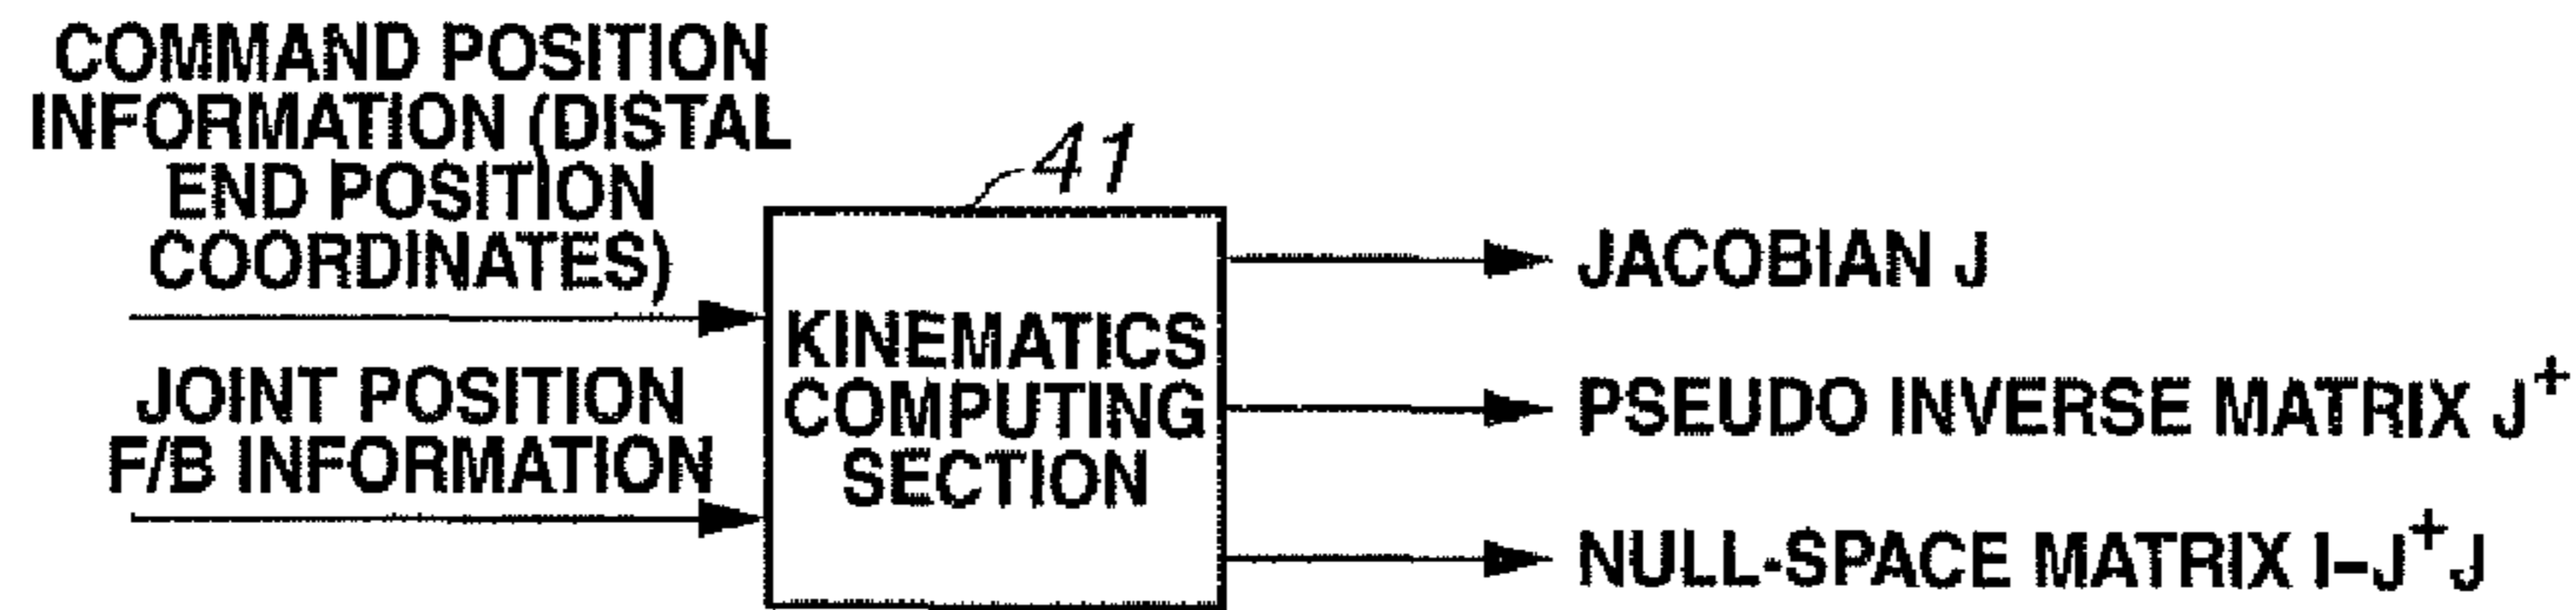 COMMAND POSITION
INFORMATION (DISTAL
END POSITION
COORDINATES)
JOINT POSITION
F/B INFORMATION
41
KINEMATICS
COMPUTING
SECTION
JACOBIAN J
PSEUDO INVERSE MATRIX J⁺
NULL-SPACE MATRIX I-J⁺J